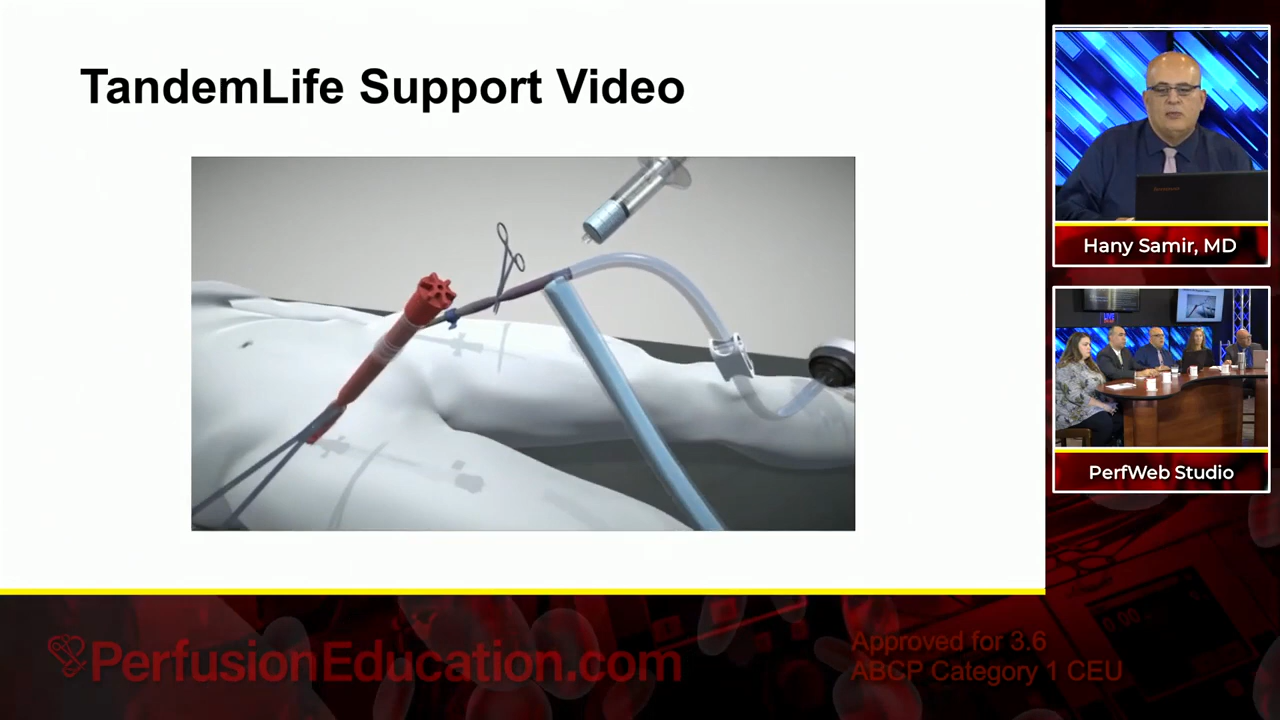 TandemLife Support Video
Hany Samir, MD
PerfWeb Studio
PerfusionEducation.com
Approved for 3.6
ABCP Category 1 CEU